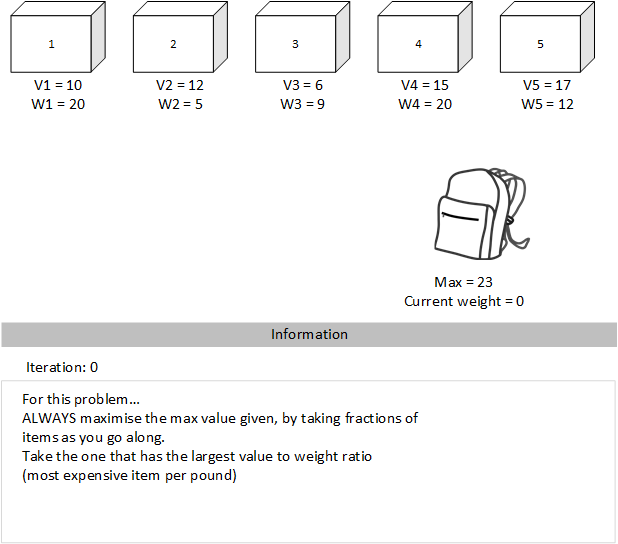 1 2 3 4 5
V1 = 10 V2 = 12 V3 = 6 V4 = 15 V5 = 17
W1 = 20 W2 = 5 W3 = 9 W4 = 20 W5 = 12
Max = 23
Current weight = 0
Information
Iteration: 0
For this problem...
ALWAYS maximise the max value given, by taking fractions of
items as you go along.
Take the one that has the largest value to weight ratio
(most expensive item per pound)